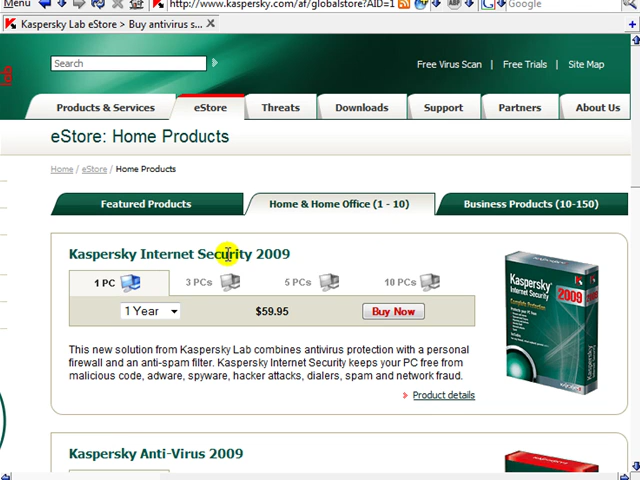 Menu
http://www.kaspersky.com/af/globalstore?AID=1
Google
Kaspersky Lab eStore > Buy antivirus s...
lab
Search
Free Virus Scan | Free Trials | Site Map
Products & Services
eStore
Threats
Downloads
Support
Partners
About Us
eStore: Home Products
Home / eStore / Home Products
Featured Products
Home & Home Office (1 - 10)
Business Products (10-150)
Kaspersky Internet Security 2009
1 PC
3 PCs
5 PCs
10 PCs
1 Year
$59.95
Buy Now
This new solution from Kaspersky Lab combines antivirus protection with a personal
firewall and an anti-spam filter. Kaspersky Internet Security keeps your PC free from
malicious code, adware, spyware, hacker attacks, dialers, spam and network fraud.
Product details
Kaspersky
Internet Security
2009
Complete Protection
Kaspersky Anti-Virus 2009